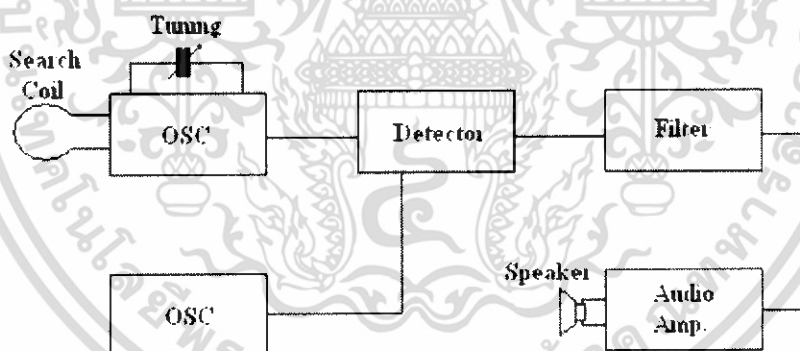 Tuning
Search
Coil
OSC
Detector
Filter
OSC
Speaker
Audio
Amp.